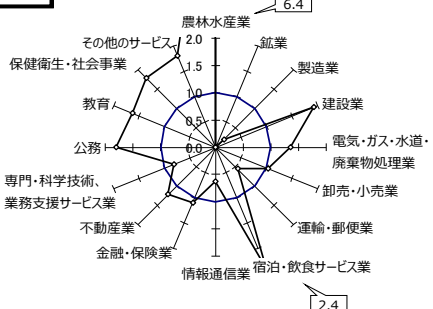 6.4
農林水産業
その他のサービス
鉱業
保健衛生・社会事業
製造業
教育
建設業
公務
電気・ガス・水道・
廃棄物処理業
専門・科学技術、
業務支援サービス業
卸売・小売業
不動産業
運輸・郵便業
金融・保険業
宿泊・飲食サービス業
情報通信業
2.0
1.5
1.0
0.5
0.0
2.4